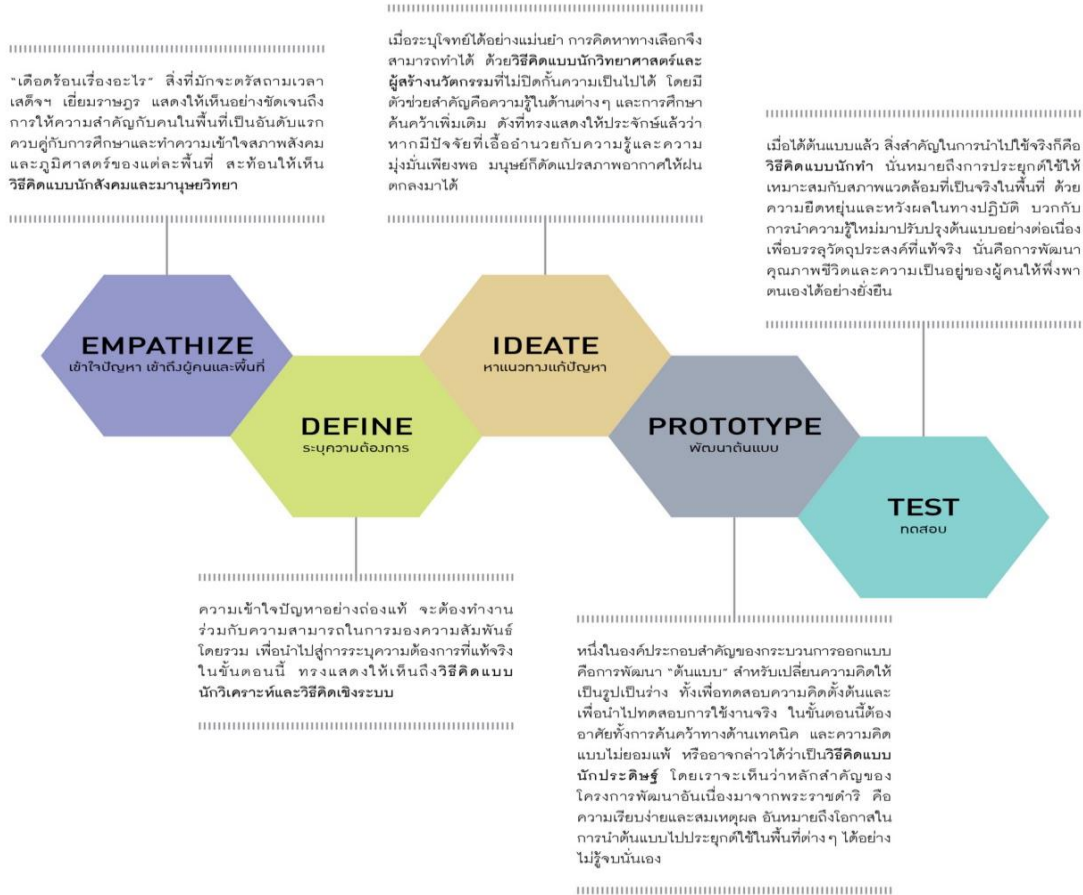 "เดือดร้อนเรื่องอะไร" สิ่งที่มักจะตรัสถามเวลา
เสด็จฯ เยี่ยมราษฎร แสดงให้เห็นอย่างชัดเจนถึง
การให้ความสำคัญกับคนในพื้นที่เป็นอันดับแรก
ควบคู่กับการศึกษาและทำความเข้าใจสภาพสังคม
และภูมิศาสตร์ของแต่ละพื้นที่ สะท้อนให้เห็น
วิธีคิดแบบนักสังคมและมานุษยวิทยา
EMPATHIZE
เข้าใจปัญหา เข้าถึงผู้คนและพื้นที่
DEFINE
ระบุความต้องการ
ความเข้าใจปัญหาอย่างถ่องแท้ จะต้องทำงาน
ร่วมกับความสามารถในการมองความสัมพันธ์
โดยรวม เพื่อนำไปสู่การระบุความต้องการที่แท้จริง
ในขั้นตอนนี้ ทรงแสดงให้เห็นถึงวิธีคิดแบบ
นักวิเคราะห์และวิธีคิดเชิงระบบ
เมื่อระบุโจทย์ได้อย่างแม่นยำ การคิดหาทางเลือกจึง
สามารถทำได้ ด้วยวิธีคิดแบบนักวิทยาศาสตร์และ
ผู้สร้างนวัตกรรมที่ไม่ปิดกั้นความเป็นไปได้ โดยมี
ตัวช่วยสำคัญคือความรู้ในด้านต่างๆ และการศึกษา
ค้นคว้าเพิ่มเติม ดังที่ทรงแสดงให้ประจักษ์แล้วว่า
หากมีปัจจัยที่เอื้ออำนวยกับความรู้และความ
มุ่งมั่นเพียงพอ มนุษย์ก็ดัดแปรสภาพอากาศให้ฝน
ตกลงมาได้
IDEATE
หาแนวทางแก้ปัญหา
PROTOTYPE
พัฒนาต้นแบบ
หนึ่งในองค์ประกอบสำคัญของกระบวนการออกแบบ
คือการพัฒนา "ต้นแบบ" สำหรับเปลี่ยนความคิดให้
เป็นรูปเป็นร่าง ทั้งเพื่อทดสอบความคิดตั้งต้นและ
เพื่อนำไปทดสอบการใช้งานจริง ในขั้นตอนนี้ต้อง
อาศัยทั้งการค้นคว้าทางด้านเทคนิค และความคิด
แบบไม่ยอมแพ้ หรืออาจกล่าวได้ว่าเป็นวิธีคิดแบบ
นักประดิษฐ์ โดยเราจะเห็นว่าหลักสำคัญของ
โครงการพัฒนาอันเนื่องมาจากพระราชดำริ คือ
ความเรียบง่ายและสมเหตุผล อันหมายถึงโอกาสใน
การนำต้นแบบไปประยุกต์ใช้ในพื้นที่ต่างๆ ได้อย่าง
ไม่รู้จบนั่นเอง
เมื่อได้ต้นแบบแล้ว สิ่งสำคัญในการนำไปใช้จริงก็คือ
วิธีคิดแบบนักทำ นั่นหมายถึงการประยุกต์ใช้ให้
เหมาะสมกับสภาพแวดล้อมที่เป็นจริงในพื้นที่ ด้วย
ความยืดหยุ่นและหวังผลในทางปฏิบัติ บวกกับ
การนำความรู้ใหม่มาปรับปรุงต้นแบบอย่างต่อเนื่อง
เพื่อบรรลุวัตถุประสงค์ที่แท้จริง นั่นคือการพัฒนา
คุณภาพชีวิตและความเป็นอยู่ของผู้คนให้พึ่งพา
ตนเองได้อย่างยั่งยืน
TEST
ทดสอบ